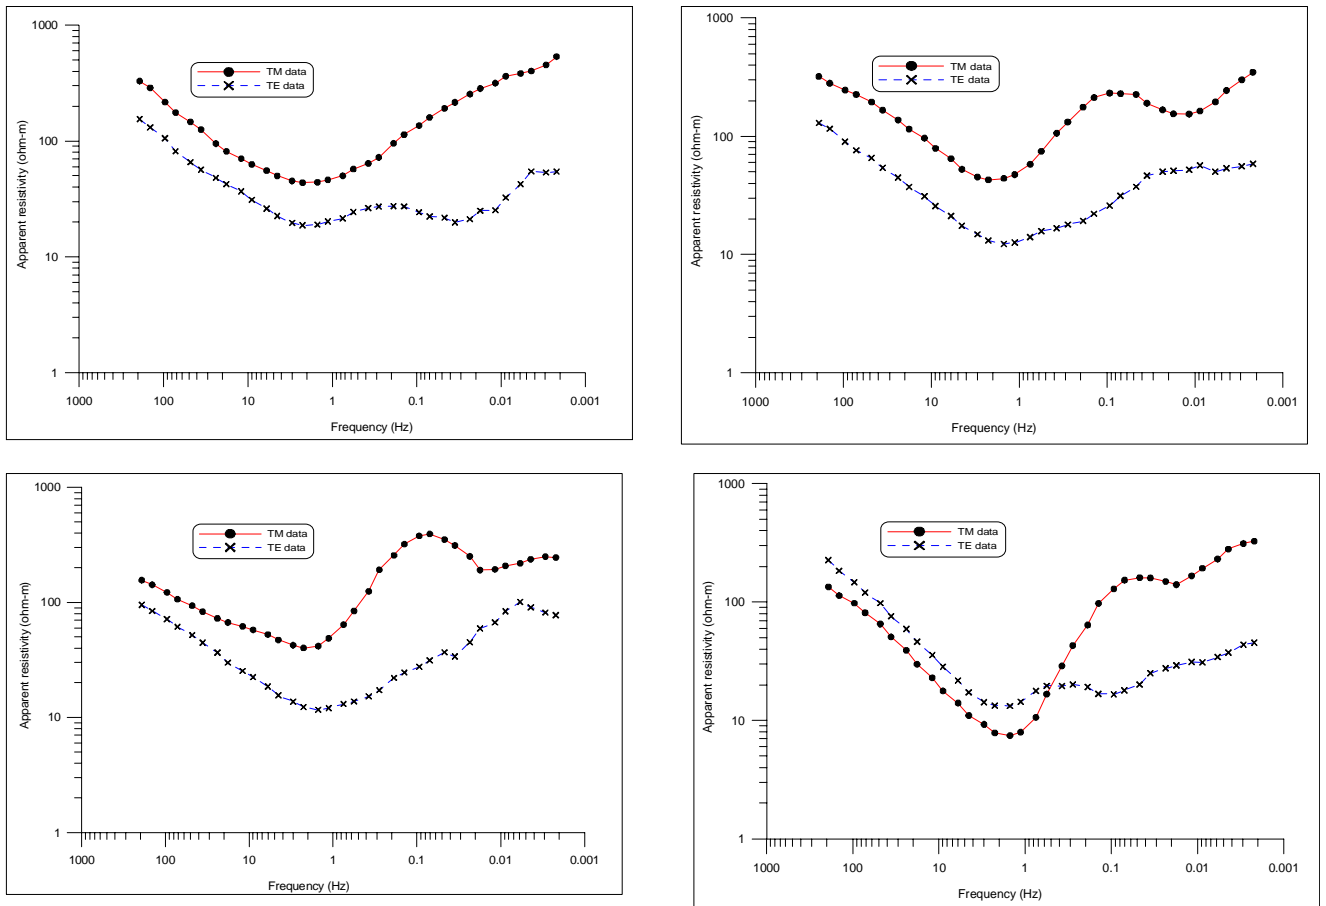 1000
100
10
1
Apparent resistivity (ohm-m)
TM data
TE data
1000 100 10 1 0.1 0.01 0.001
Frequency (Hz)
1000
100
10
1
Apparent resistivity (ohm-m)
TM data
TE data
1000 100 10 1 0.1 0.01 0.001
Frequency (Hz)
1000
100
10
1
Apparent resistivity (ohm-m)
TM data
TE data
1000 100 10 1 0.1 0.01 0.001
Frequency (Hz)
1000
100
10
1
Apparent resistivity (ohm-m)
TM data
TE data
1000 100 10 1 0.1 0.01 0.001
Frequency (Hz)